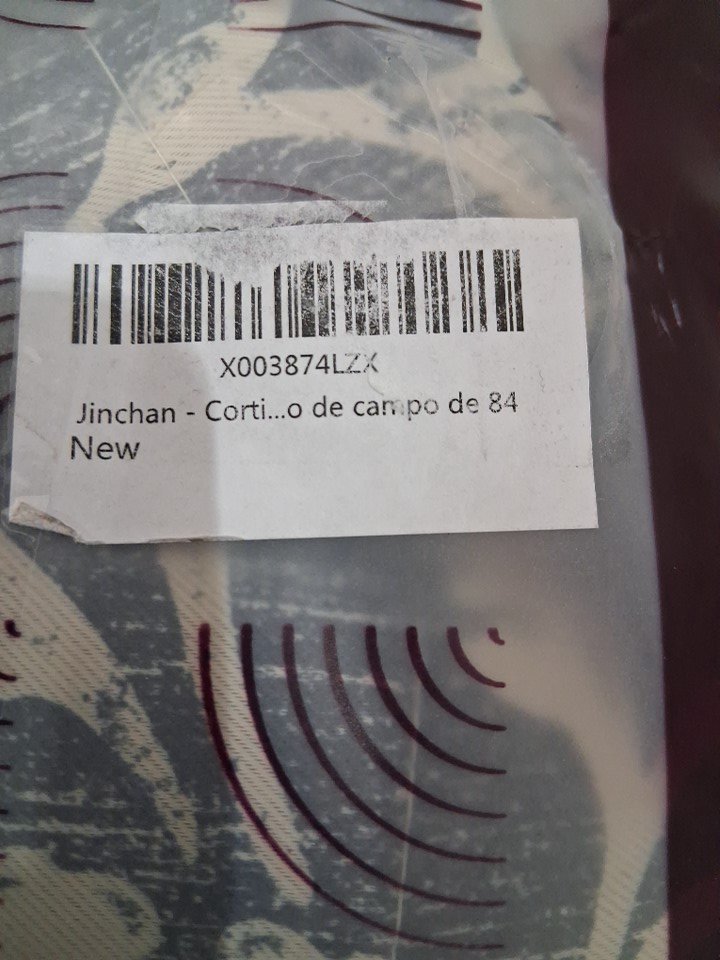 X003874LZX
Jinchan - Corti...o de campo de 84
New